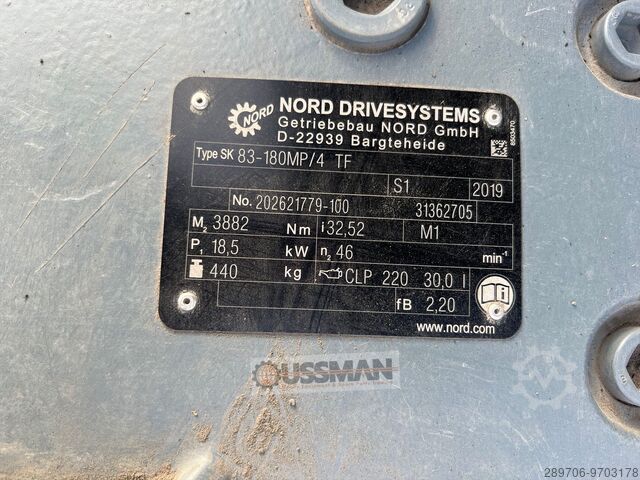 NORD DRIVESYSTEMS
Getriebebau NORD GmbH
D-22939 Bargteheide
NORD
8503470
Type SK 83-180MP/4 TF
S1 2019
No. 202621779-100 31362705
M2 3882 Nm i 32,52 M1
P1 18,5 kW n2 46 min-1
440 kg CLP 220 30,0 l
fB 2,20
www.nord.com
OUSSMAN
289706-9703178